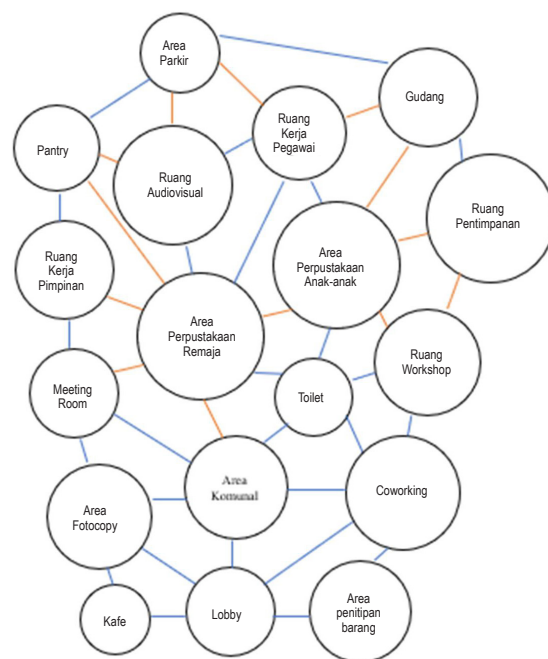 Area
Parkir
Gudang
Ruang
Kerja
Pegawai
Pantry
Ruang
Audiovisual
Ruang
Pentimpanan
Ruang
Kerja
Pimpinan
Area
Perpustakaan
Anak-anak
Area
Perpustakaan
Remaja
Ruang
Workshop
Meeting
Room
Toilet
Area
Komunal
Coworking
Area
Fotocopy
Kafe
Lobby
Area
penitipan
barang